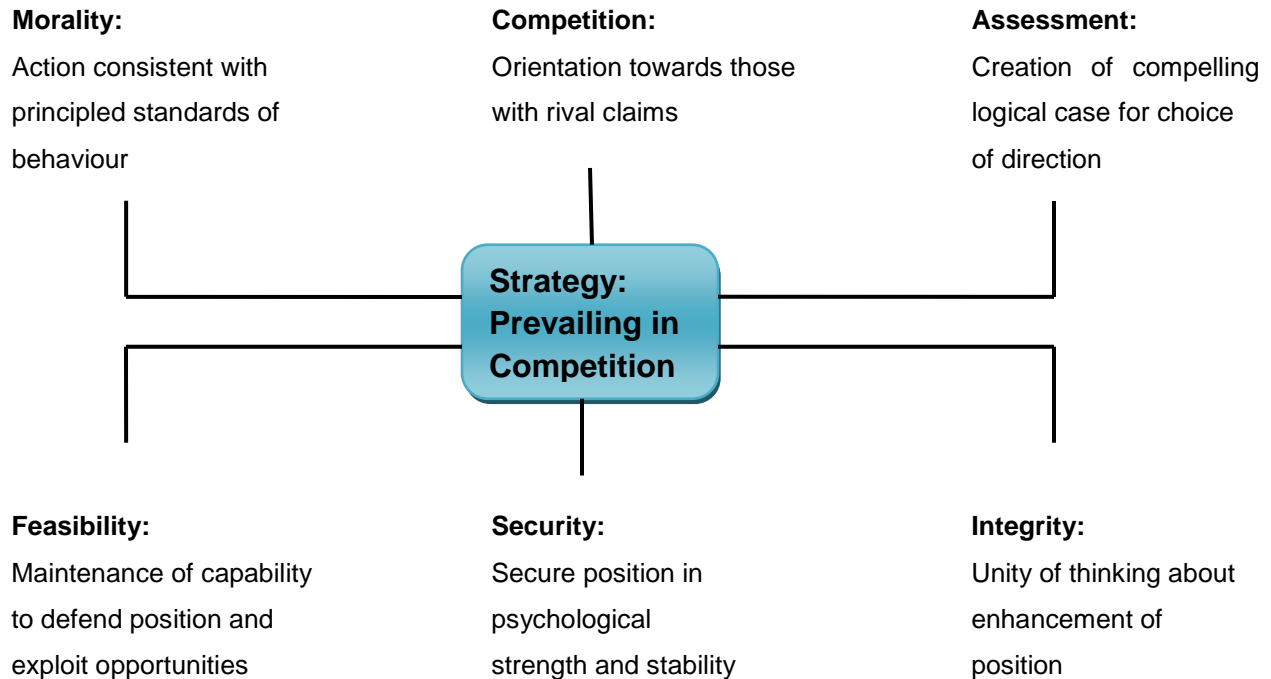 Morality:
Action consistent with
principled standards of
behaviour
Competition:
Orientation towards those
with rival claims
Assessment:
Creation of compelling
logical case for choice
of direction
Strategy:
Prevailing in
Competition
Feasibility:
Maintenance of capability
to defend position and
exploit opportunities
Security:
Secure position in
psychological
strength and stability
Integrity:
Unity of thinking about
enhancement of
position